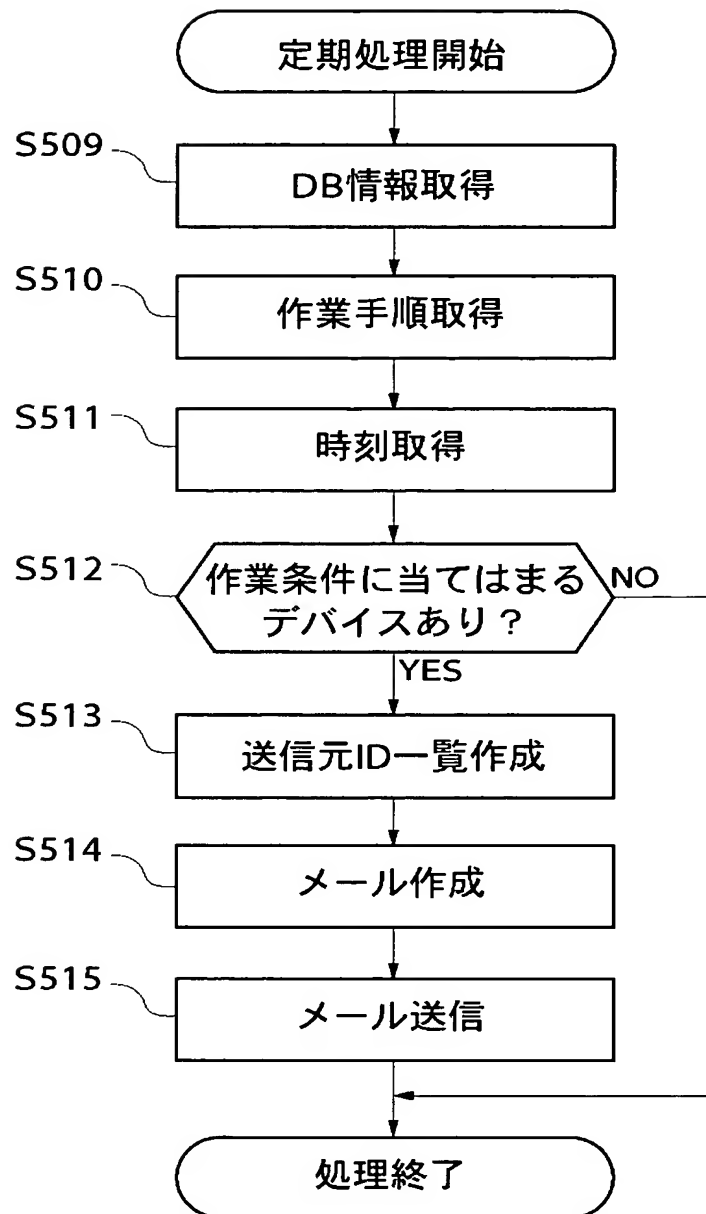 定期処理開始
S509
DB情報取得
S510
作業手順取得
S511
時刻取得
S512
作業条件に当てはまる
デバイスあり？
NO
YES
S513
送信元ID一覧作成
S514
メール作成
S515
メール送信
処理終了